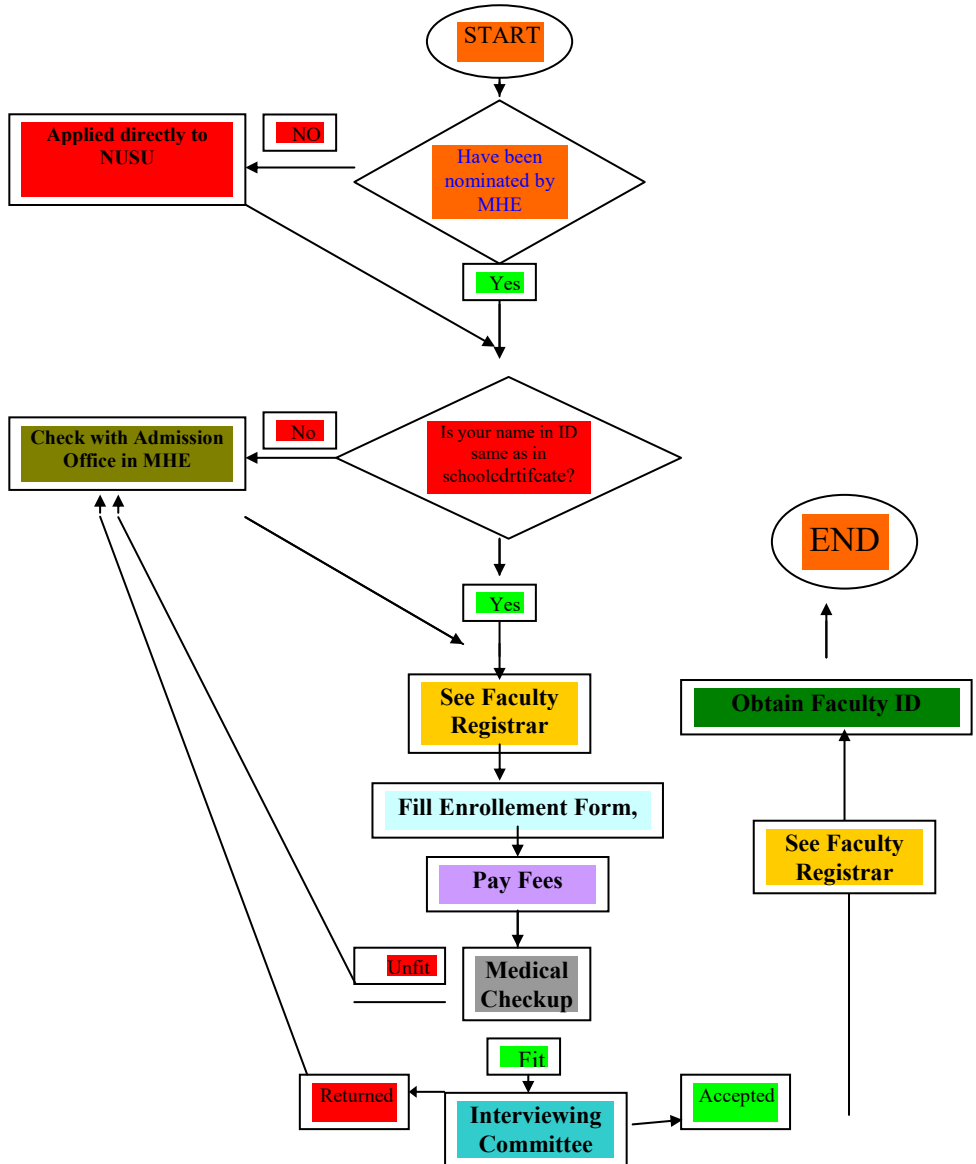 START
NO
Applied directly to
NUSU
Have been
nominated by
MHE
Yes
No
Check with Admission
Office in MHE
Is your name in ID
same as in
schoolcdrtifcate?
END
Yes
See Faculty
Registrar
Obtain Faculty ID
Fill Enrollement Form,
See Faculty
Registrar
Pay Fees
Unfit
Medical
Checkup
Fit
Returned
Interviewing
Committee
Accepted